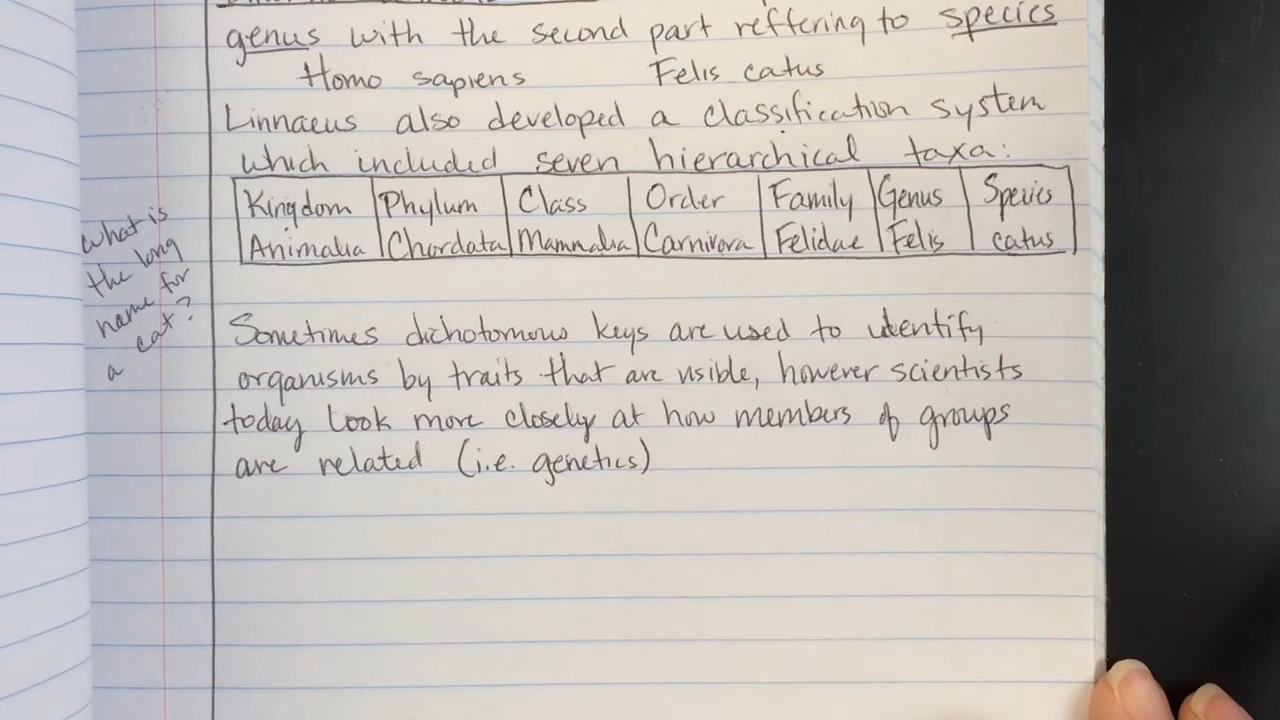 genus with the second part reffering to species
Homo sapiens Felis catus
Linnaeus also developed a classification system
which included seven hierarchical taxa:
Kingdom Phylum Class Order Family Genus Species
Animalia Chordata Mammalia Carnivora Felidae Felis catus
What is
the long
name for
a cat?
Sometimes dichotomous keys are used to identify
organisms by traits that are visible, however scientists
today look more closely at how members of groups
are related (i.e. genetics)